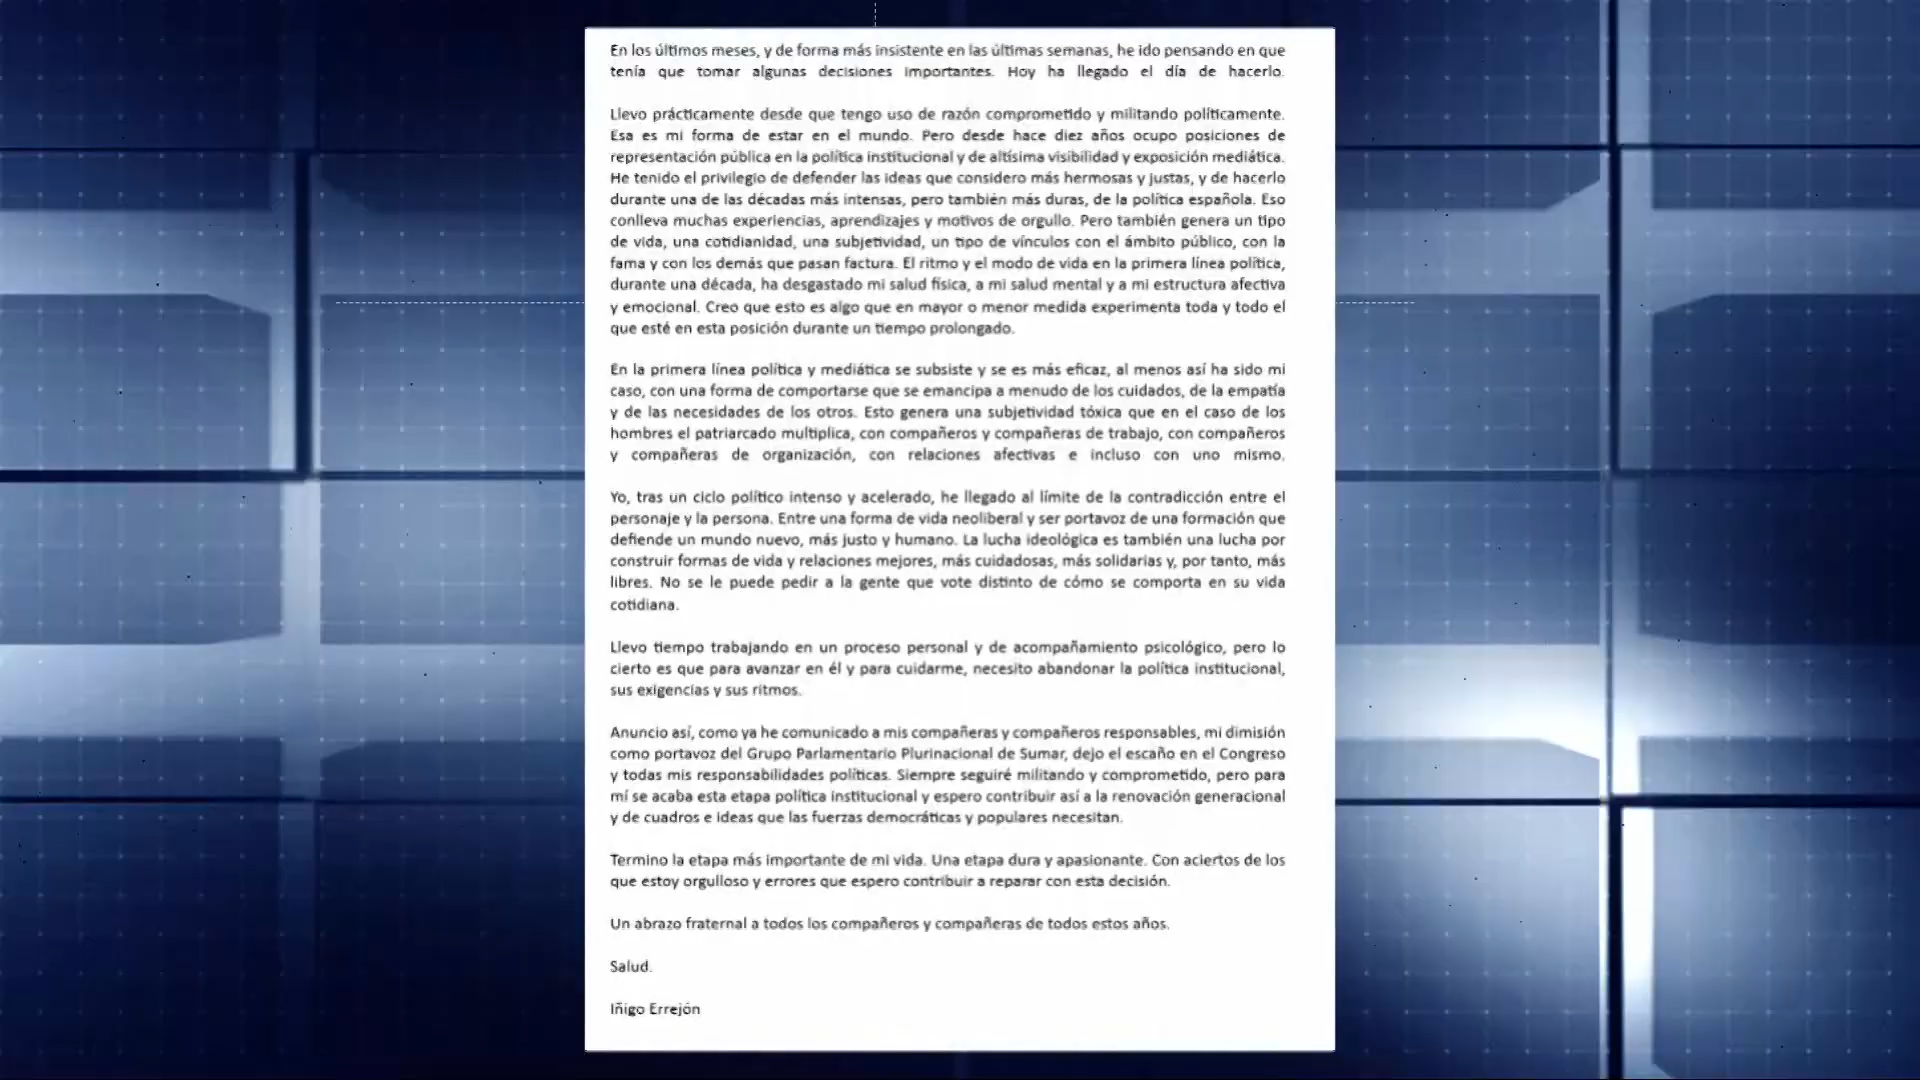 En los últimos meses, y de forma más insistente en las últimas semanas, he ido pensando en que
tenía que tomar algunas decisiones importantes. Hoy ha llegado el día de hacerlo.
Llevo prácticamente desde que tengo uso de razón comprometido y militando políticamente.
Esa es mi forma de estar en el mundo. Pero desde hace diez años ocupo posiciones de
representación pública en la política institucional y de altísima visibilidad y exposición mediática.
He tenido el privilegio de defender las ideas que considero más hermosas y justas, y de hacerlo
durante una de las décadas más intensas, pero también más duras, de la política española. Eso
conlleva muchas experiencias, aprendizajes y motivos de orgullo. Pero también genera un tipo
de vida, una cotidianidad, una subjetividad, un tipo de vínculos con el ámbito público, con la
fama y con los demás que pasan factura. El ritmo y el modo de vida en la primera línea política,
durante una década, ha desgastado mi salud física, a mi salud mental y a mi estructura afectiva
y emocional. Creo que esto es algo que en mayor o menor medida experimenta toda y todo el
que esté en esta posición durante un tiempo prolongado.
En la primera línea política y mediática se subsiste y se es más eficaz, al menos así ha sido mi
caso, con una forma de comportarse que se emancipa a menudo de los cuidados, de la empatía
y de las necesidades de los otros. Esto genera una subjetividad tóxica que en el caso de los
hombres el patriarcado multiplica, con compañeros y compañeras de trabajo, con compañeros
y compañeras de organización, con relaciones afectivas e incluso con uno mismo.
Yo, tras un ciclo político intenso y acelerado, he llegado al límite de la contradicción entre el
personaje y la persona. Entre una forma de vida neoliberal y ser portavoz de una formación que
defiende un mundo nuevo, más justo y humano. La lucha ideológica es también una lucha por
construir formas de vida y relaciones mejores, más cuidadosas, más solidarias y, por tanto, más
libres. No se le puede pedir a la gente que vote distinto de cómo se comporta en su vida
cotidiana.
Llevo tiempo trabajando en un proceso personal y de acompañamiento psicológico, pero lo
cierto es que para avanzar en él y para cuidarme, necesito abandonar la política institucional,
sus exigencias y sus ritmos.
Anuncio así, como ya he comunicado a mis compañeras y compañeros responsables, mi dimisión
como portavoz del Grupo Parlamentario Plurinacional de Sumar, dejo el escaño en el Congreso
y todas mis responsabilidades políticas. Siempre seguiré militando y comprometido, pero para
mí se acaba esta etapa política institucional y espero contribuir así a la renovación generacional
y de cuadros e ideas que las fuerzas democráticas y populares necesitan.
Termino la etapa más importante de mi vida. Una etapa dura y apasionante. Con aciertos de los
que estoy orgulloso y errores que espero contribuir a reparar con esta decisión.
Un abrazo fraternal a todos los compañeros y compañeras de todos estos años.
Salud.
Iñigo Errejón